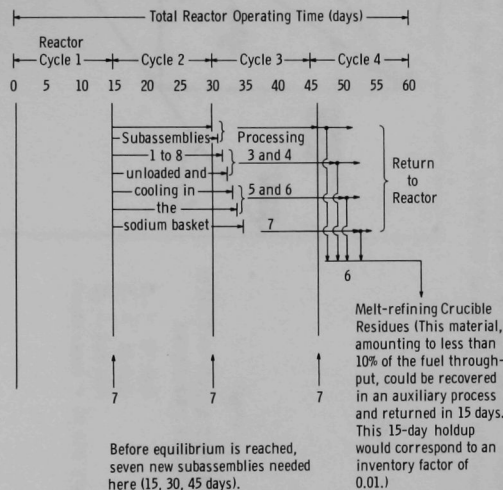 Total Reactor Operating Time (days)
Reactor
Cycle 1 Cycle 2 Cycle 3 Cycle 4
0 5 10 15 20 25 30 35 40 45 50 55 60
Subassemblies Processing
1 to 8 3 and 4
unloaded and
cooling in 5 and 6
the
sodium basket 7
Return
to
Reactor
6
Melt-refining Crucible
Residues (This material,
amounting to less than
10% of the fuel through-
put, could be recovered
in an auxiliary process
and returned in 15 days.
This 15-day holdup
would correspond to an
inventory factor of
0.01.)
7 7 7
Before equilibrium is reached,
seven new subassemblies needed
here (15, 30, 45 days).